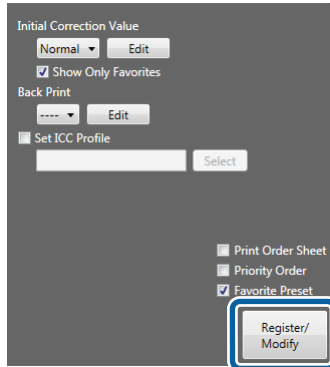 Initial Correction Value
Normal Edit
Show Only Favorites
Back Print
---- Edit
Set ICC Profile
Select
Print Order Sheet
Priority Order
Favorite Preset
Register/
Modify